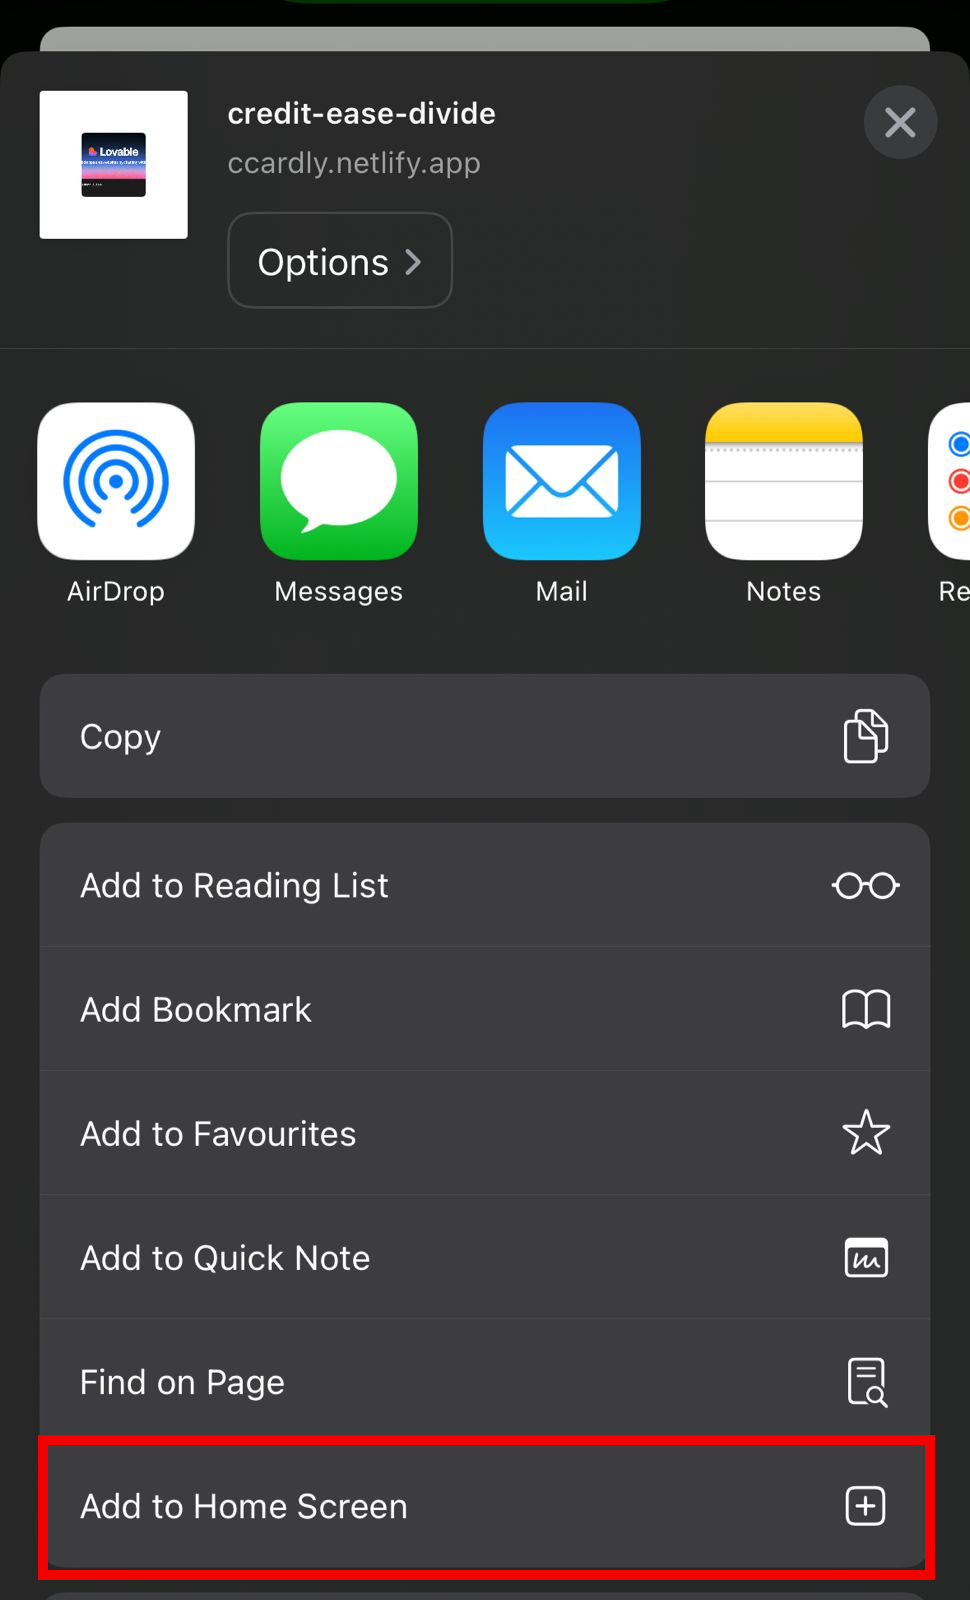 credit-ease-divide
ccardly.netlify.app
Lovable
Options
AirDrop
Messages
Mail
Notes
Re
Copy
Add to Reading List
Add Bookmark
Add to Favourites
Add to Quick Note
Find on Page
Add to Home Screen